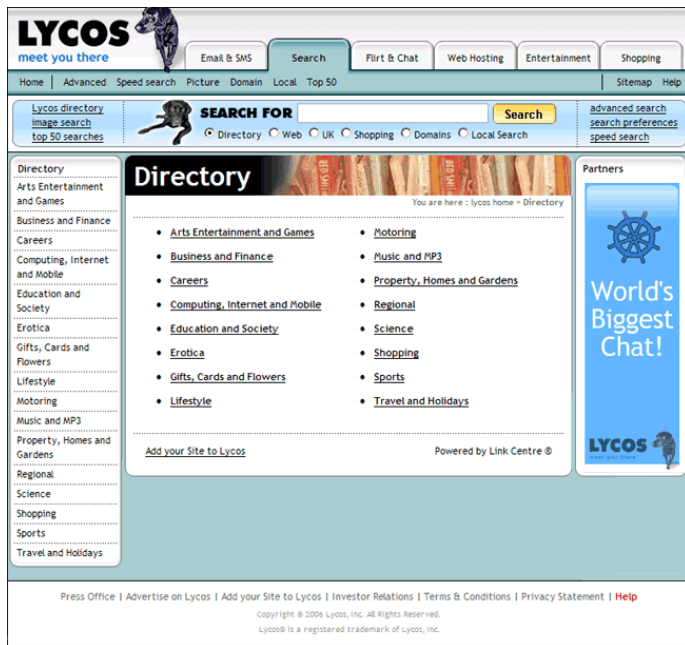 LYCOS
meet you there
Email & SMS
Search
Flirt & Chat
Web Hosting
Entertainment
Shopping
Home | Advanced Speed search Picture Domain Local Top 50 | Sitemap Help
Lycos directory
image search
top 50 searches
SEARCH FOR
Search
Directory Web UK Shopping Domains Local Search
advanced search
search preferences
speed search
Directory
Arts Entertainment
and Games
Business and Finance
Careers
Computing, Internet
and Mobile
Education and
Society
Erotica
Gifts, Cards and
Flowers
Lifestyle
Motoring
Music and MP3
Property, Homes and
Gardens
Regional
Science
Shopping
Sports
Travel and Holidays
Directory
You are here : lycos home » Directory
• Arts Entertainment and Games
• Business and Finance
• Careers
• Computing, Internet and Mobile
• Education and Society
• Erotica
• Gifts, Cards and Flowers
• Lifestyle
• Motoring
• Music and MP3
• Property, Homes and Gardens
• Regional
• Science
• Shopping
• Sports
• Travel and Holidays
Add your Site to Lycos
Powered by Link Centre ®
Partners
World's
Biggest
Chat!
LYCOS
meet you there
Press Office | Advertise on Lycos | Add your Site to Lycos | Investor Relations | Terms & Conditions | Privacy Statement | Help
Copyright © 2006 Lycos, Inc. All Rights Reserved.
Lycos® is a registered trademark of Lycos, Inc.